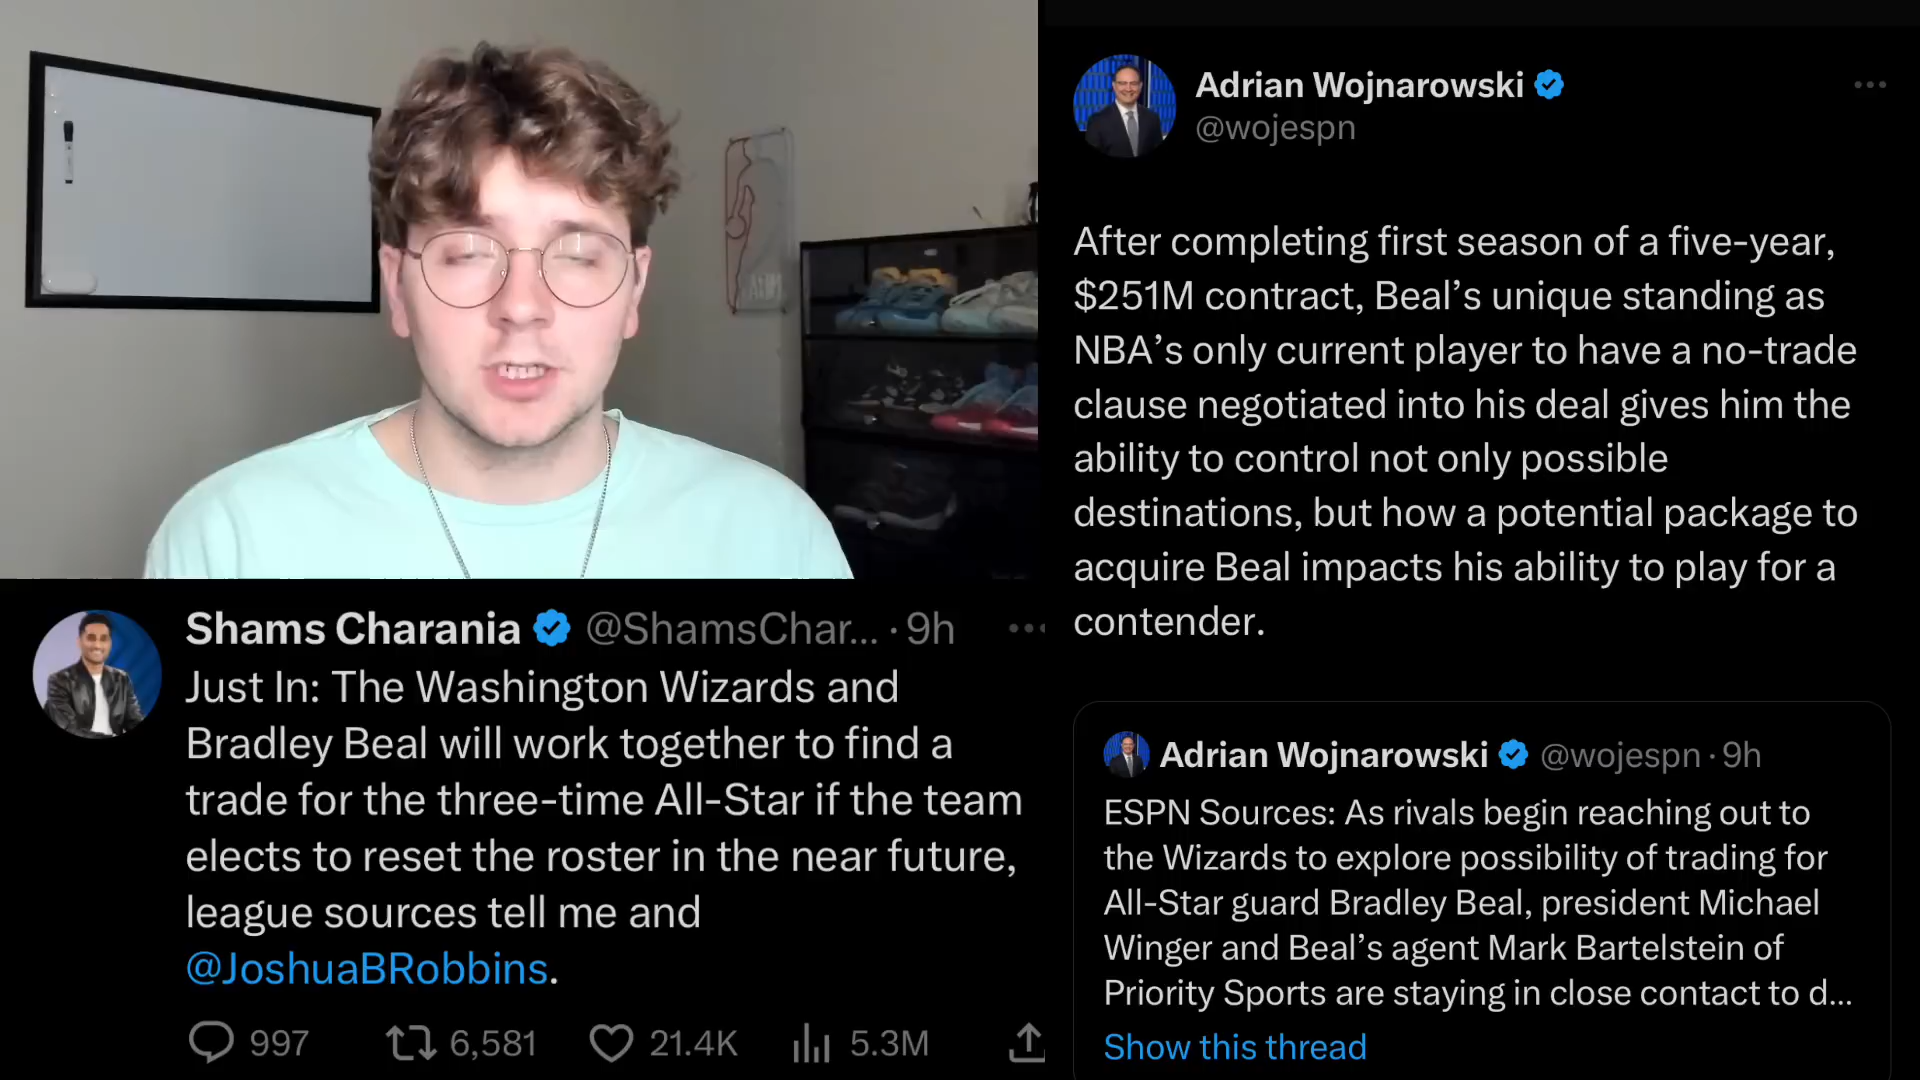 Adrian Wojnarowski
@wojespn
After completing first season of a five-year,
$251M contract, Beal's unique standing as
NBA's only current player to have a no-trade
clause negotiated into his deal gives him the
ability to control not only possible
destinations, but how a potential package to
acquire Beal impacts his ability to play for a
contender.
Adrian Wojnarowski @wojespn · 9h
ESPN Sources: As rivals begin reaching out to
the Wizards to explore possibility of trading for
All-Star guard Bradley Beal, president Michael
Winger and Beal's agent Mark Bartelstein of
Priority Sports are staying in close contact to d...
Show this thread
Shams Charania @ShamsChar... · 9h
Just In: The Washington Wizards and
Bradley Beal will work together to find a
trade for the three-time All-Star if the team
elects to reset the roster in the near future,
league sources tell me and
@JoshuaBRobbins.
997 6,581 21.4K 5.3M